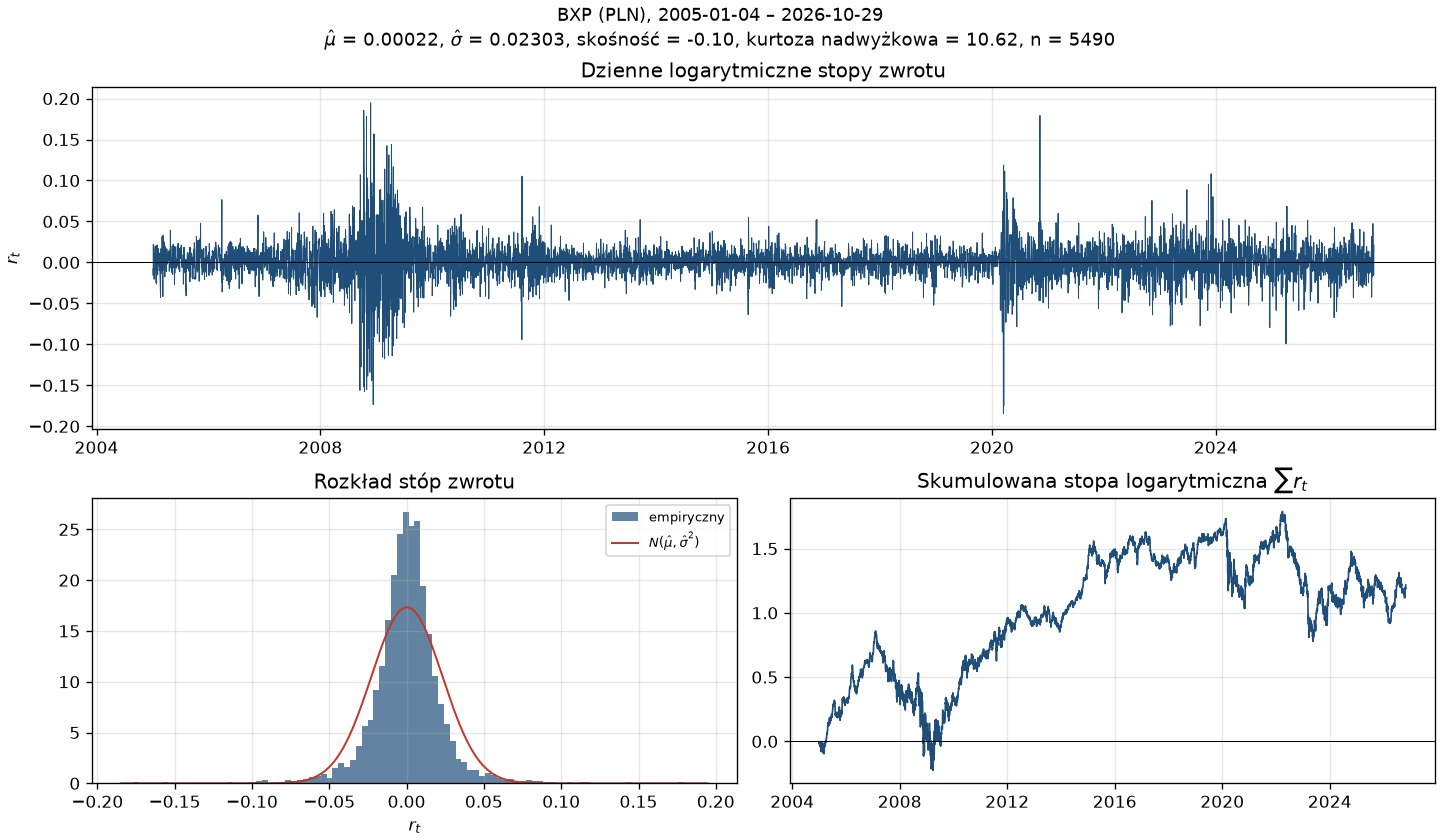 BXP (PLN), 2005-01-04 – 2026-10-29
μ̂ = 0.00022, σ̂ = 0.02303, skośność = -0.10, kurtoza nadwyżkowa = 10.62, n = 5490
Dzienne logarytmiczne stopy zwrotu
0.20
0.15
0.10
0.05
0.00
−0.05
−0.10
−0.15
−0.20
r_t
2004 2008 2012 2016 2020 2024
Rozkład stóp zwrotu
25
20
15
10
5
0
empiryczny
N(μ̂, σ̂²)
−0.20 −0.15 −0.10 −0.05 0.00 0.05 0.10 0.15 0.20
r_t
Skumulowana stopa logarytmiczna ∑r_t
1.5
1.0
0.5
0.0
2004 2008 2012 2016 2020 2024